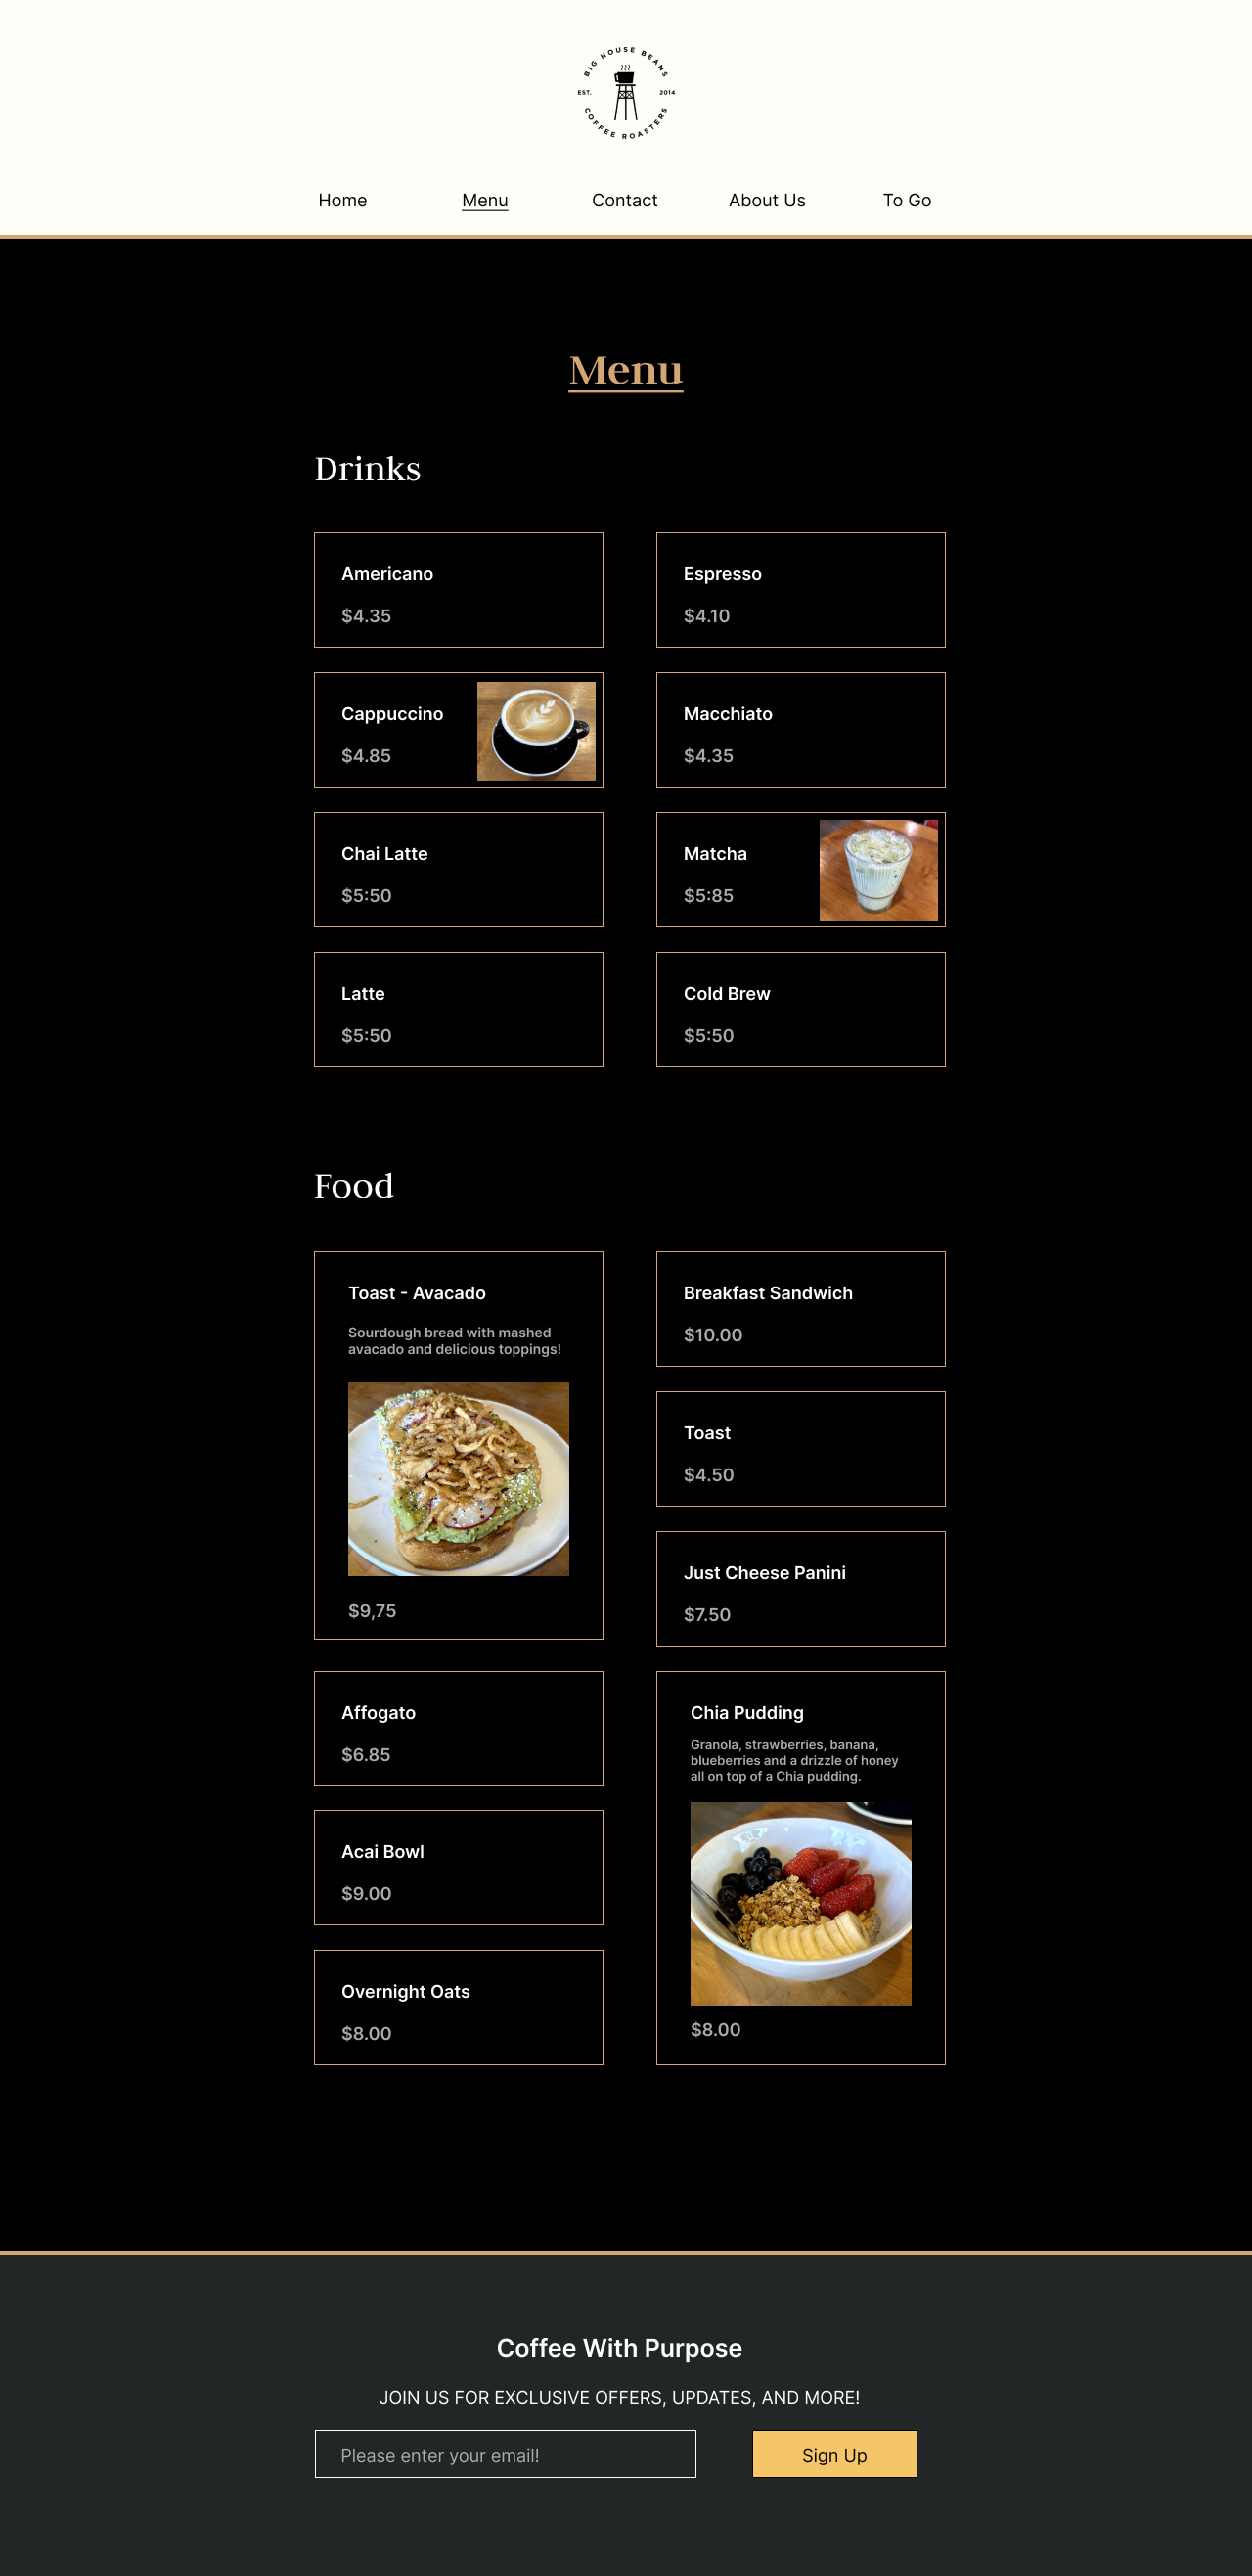 BIG HOUSE BEANS
EST. 2014
COFFEE ROASTERS
Home Menu Contact About Us To Go
Menu
Drinks
Americano
$4.35
Espresso
$4.10
Cappuccino
$4.85
Macchiato
$4.35
Chai Latte
$5:50
Matcha
$5:85
Latte
$5:50
Cold Brew
$5:50
Food
Toast - Avacado
Sourdough bread with mashed
avacado and delicious toppings!
$9,75
Breakfast Sandwich
$10.00
Toast
$4.50
Just Cheese Panini
$7.50
Affogato
$6.85
Acai Bowl
$9.00
Overnight Oats
$8.00
Chia Pudding
Granola, strawberries, banana,
blueberries and a drizzle of honey
all on top of a Chia pudding.
$8.00
Coffee With Purpose
JOIN US FOR EXCLUSIVE OFFERS, UPDATES, AND MORE!
Please enter your email!
Sign Up